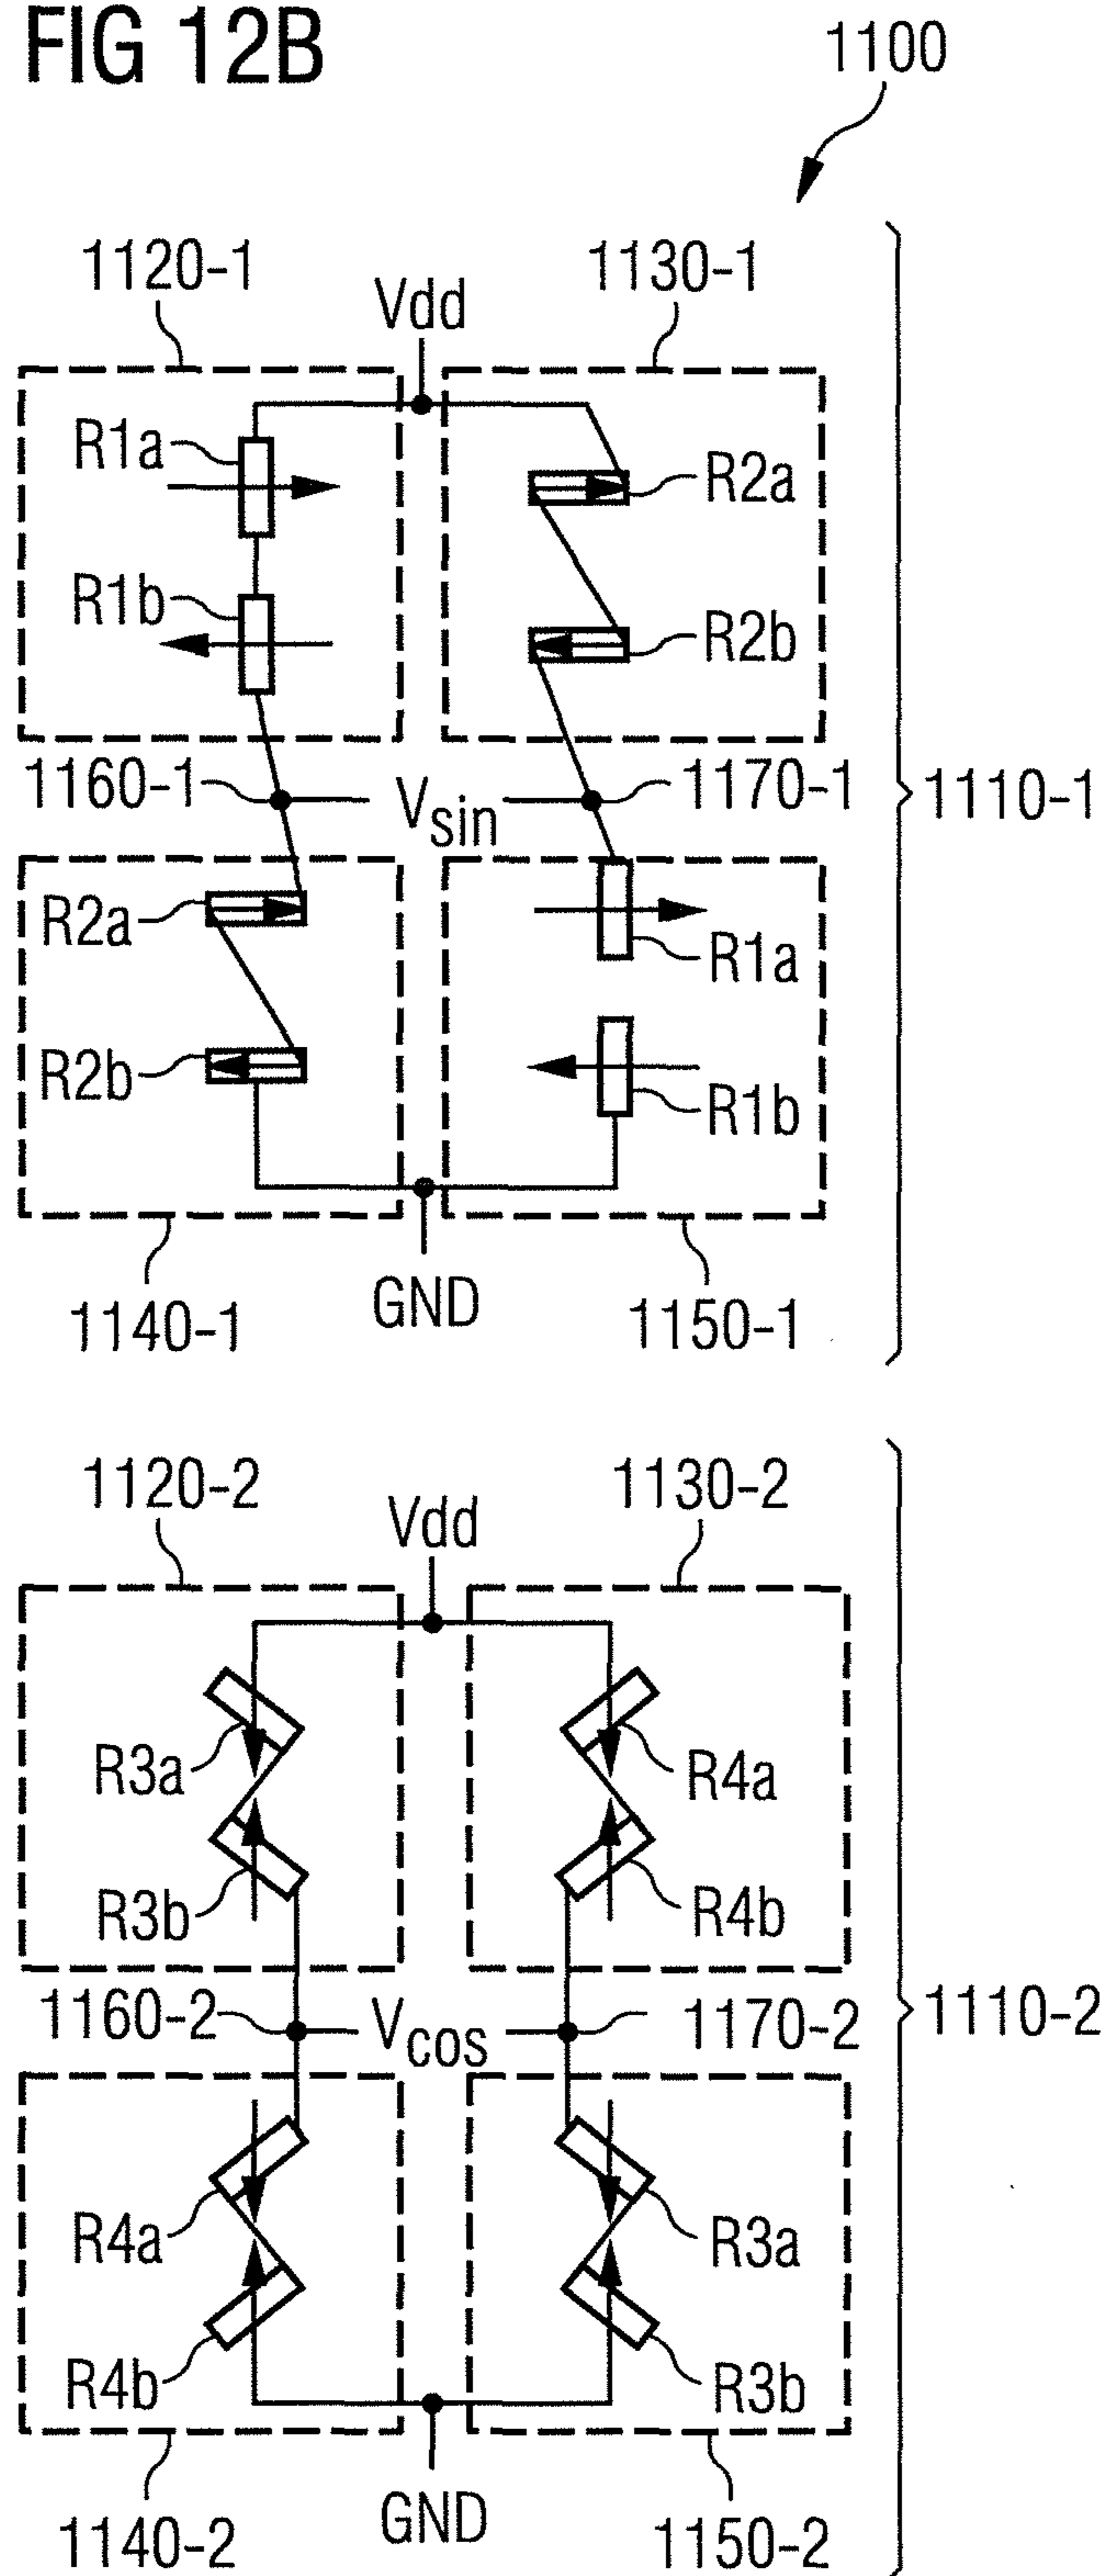 FIG 12B
1100
1120-1
1130-1
Vdd
R1a
R2a
R1b
R2b
1160-1
Vsin
1170-1
1110-1
R2a
R1a
R2b
R1b
1140-1
GND
1150-1
1120-2
1130-2
Vdd
R3a
R4a
R3b
R4b
1160-2
Vcos
1170-2
1110-2
R4a
R3a
R4b
R3b
1140-2
GND
1150-2